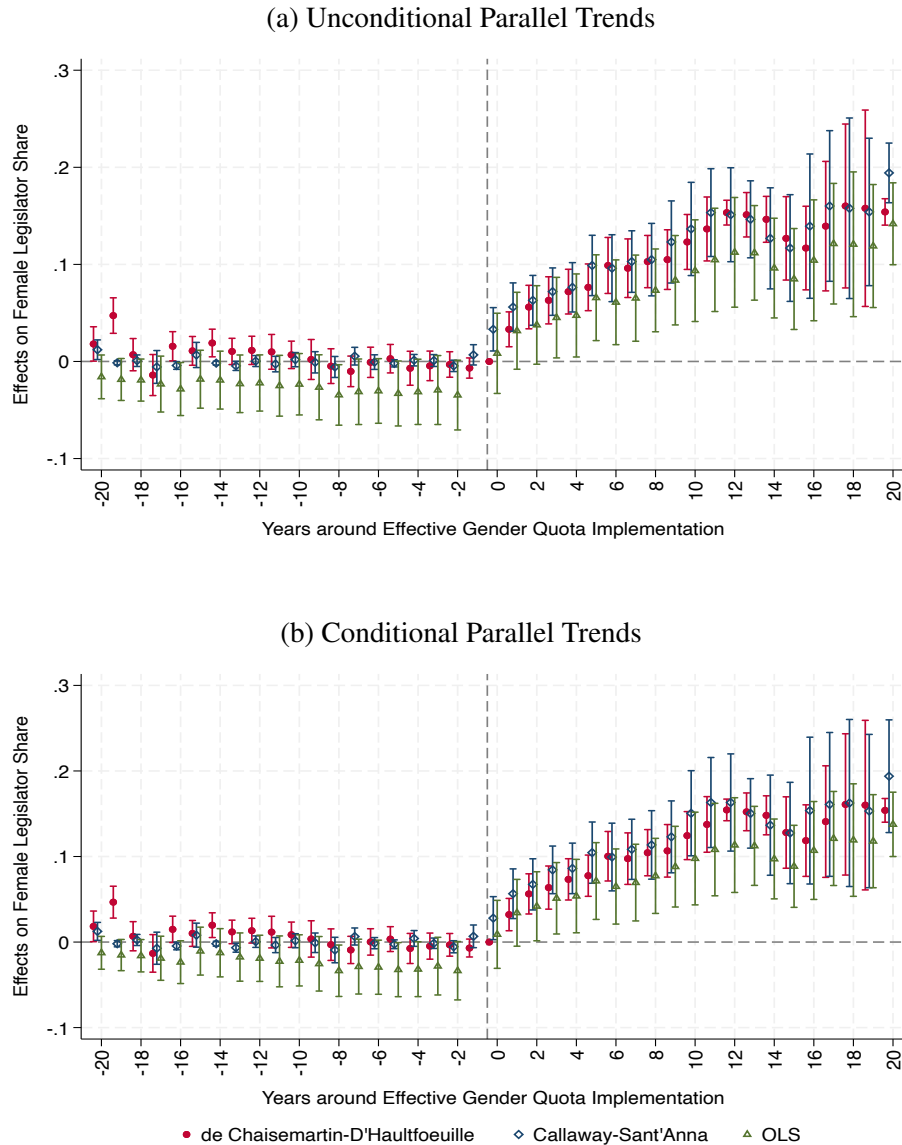 (a) Unconditional Parallel Trends
Effects on Female Legislator Share
.3
.2
.1
0
-.1
-20 -18 -16 -14 -12 -10 -8 -6 -4 -2 0 2 4 6 8 10 12 14 16 18 20
Years around Effective Gender Quota Implementation
(b) Conditional Parallel Trends
Effects on Female Legislator Share
.3
.2
.1
0
-.1
-20 -18 -16 -14 -12 -10 -8 -6 -4 -2 0 2 4 6 8 10 12 14 16 18 20
Years around Effective Gender Quota Implementation
de Chaisemartin-D'Haultfoeuille Callaway-Sant'Anna OLS